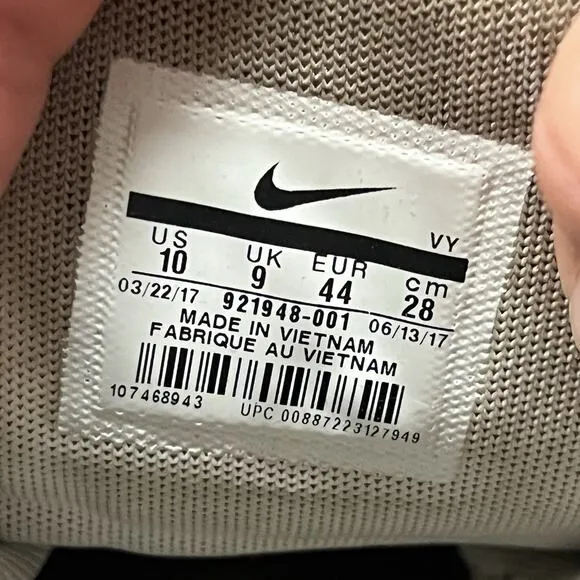 VY
US UK EUR cm
10 9 44 28
03/22/17 921948-001 06/13/17
MADE IN VIETNAM
FABRIQUE AU VIETNAM
107468943 UPC 00887223127949